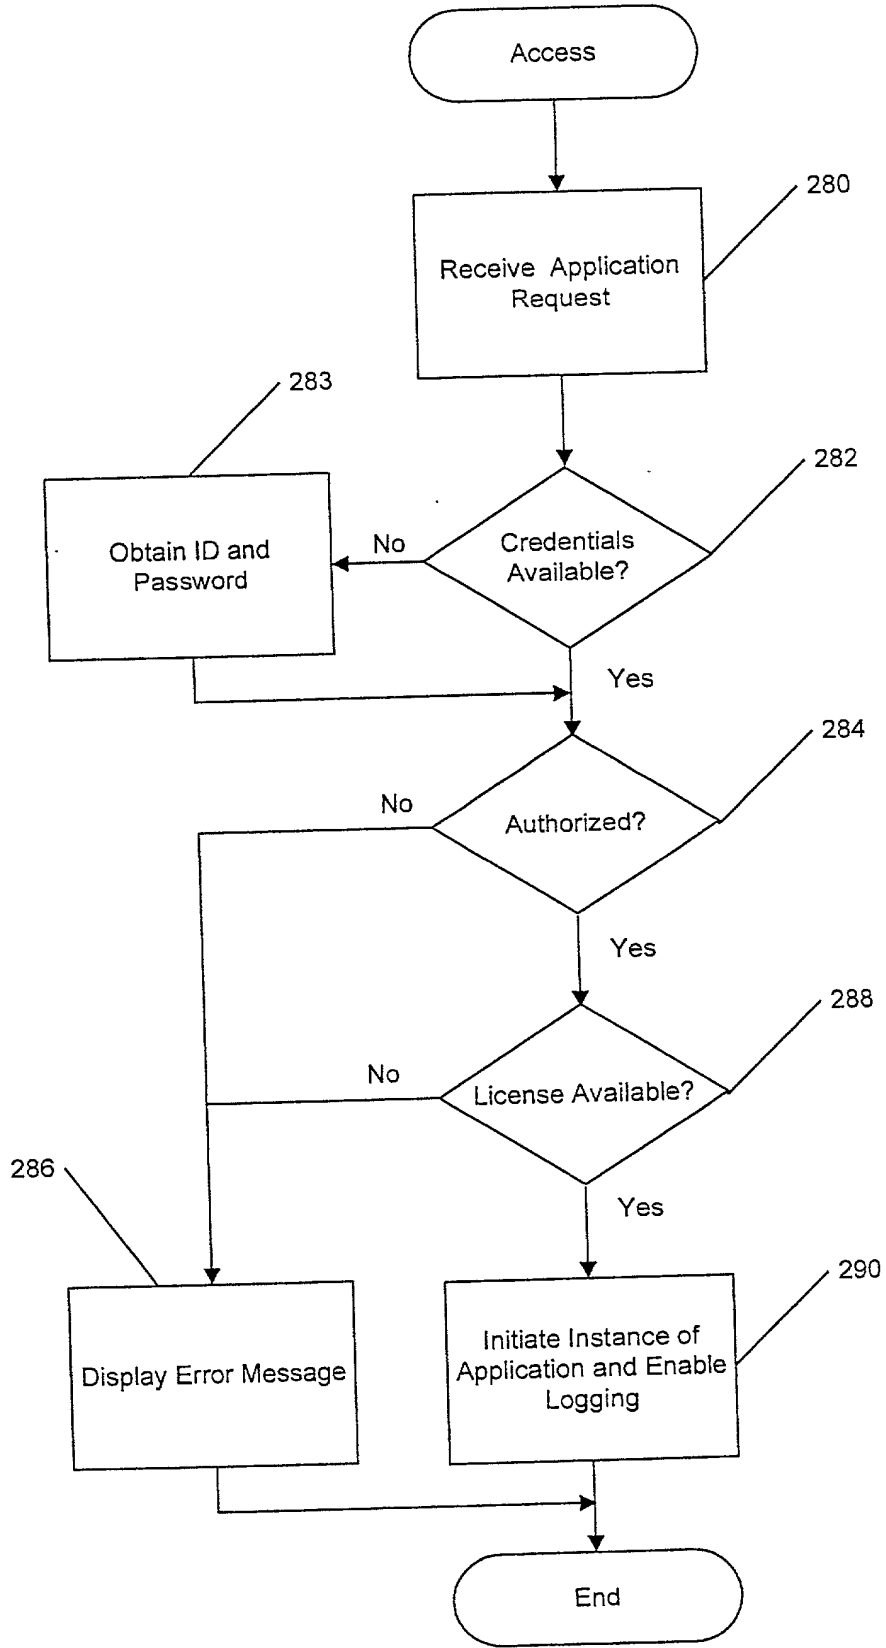 Access
280
Receive Application
Request
283
282
Obtain ID and
Password
No
Credentials
Available?
Yes
284
No
Authorized?
Yes
288
No
License Available?
286
Yes
290
Display Error Message
Initiate Instance of
Application and Enable
Logging
End